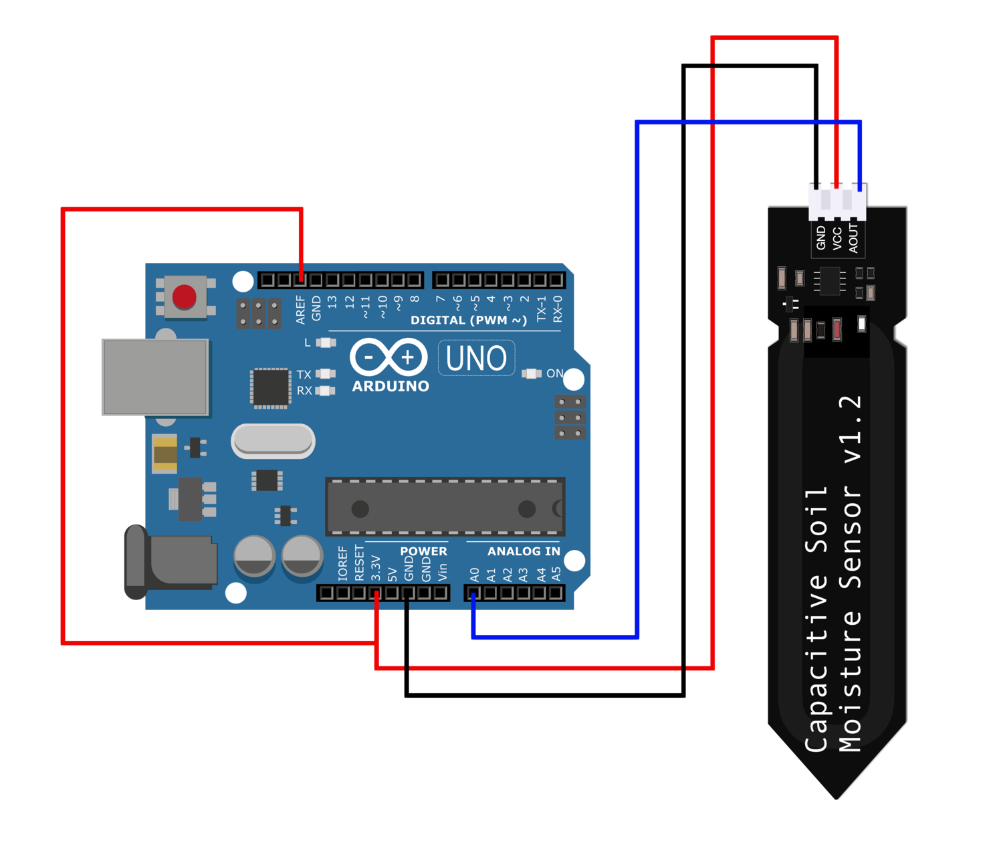 GND
VCC
AOUT
AREF
GND
13
12
~11
~10
~9
8
7
~6
~5
4
~3
2
TX-1
RX-0
DIGITAL (PWM ~)
L
TX
RX
ARDUINO
UNO
ON
POWER
ANALOG IN
IOREF
RESET
3.3V
5V
GND
GND
Vin
A0
A1
A2
A3
A4
A5
Capacitive Soil
Moisture Sensor v1.2